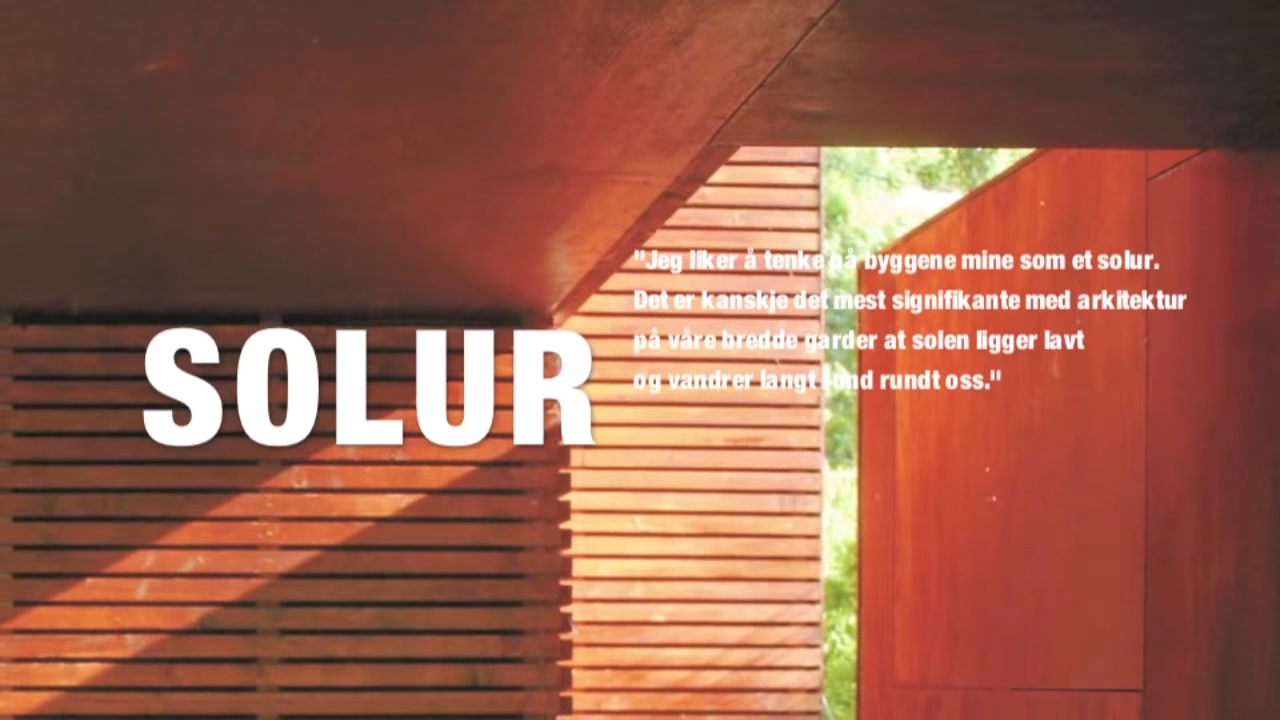 SOLUR
"Jeg liker å tenke på byggene mine som et solur.
Det er kanskje det mest signifikante med arkitektur
på våre bredde garder at solen ligger lavt
og vandrer langt rundt oss."